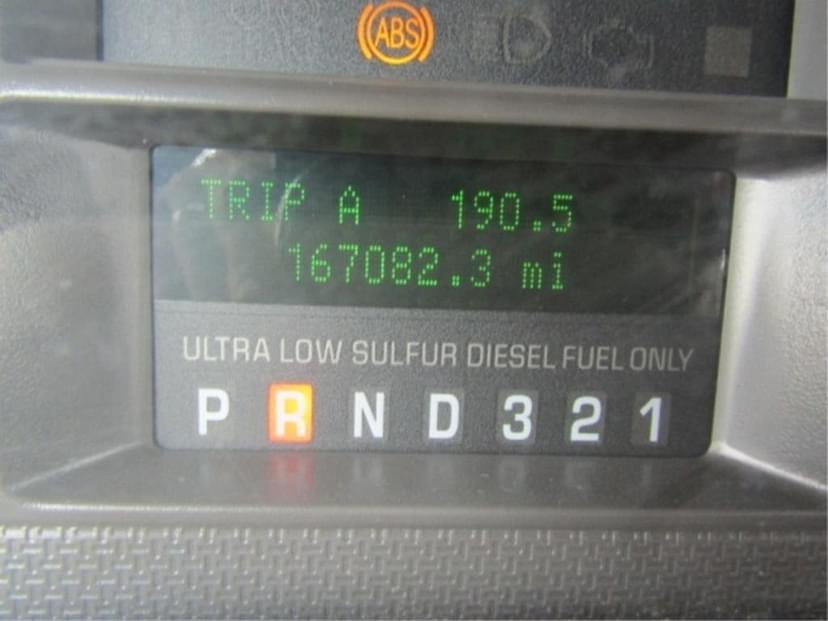 ABS
TRIP A 190.5
167082.3 mi
ULTRA LOW SULFUR DIESEL FUEL ONLY
P R N D 3 2 1